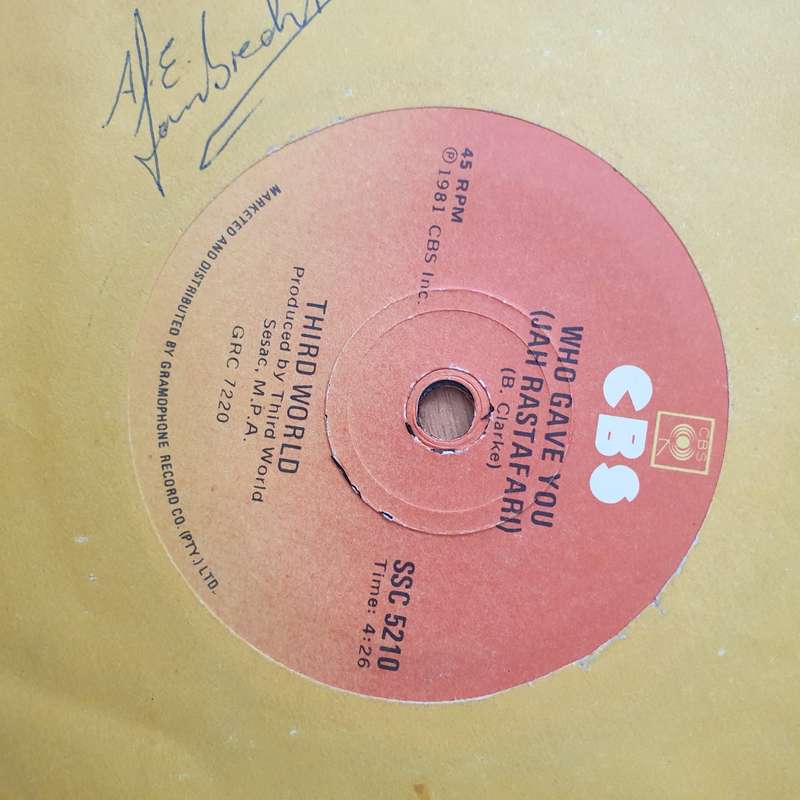 CBS
CBS
WHO GAVE YOU
(JAH RASTAFARI)
(B. Clarke)
45 RPM
Ⓟ 1981 CBS Inc.
SSC 5210
Time: 4:26
THIRD WORLD
Produced by Third World
Sesac, M.P.A.
GRC 7220
MARKETED AND DISTRIBUTED BY GRAMOPHONE RECORD CO. (PTY.) LTD.